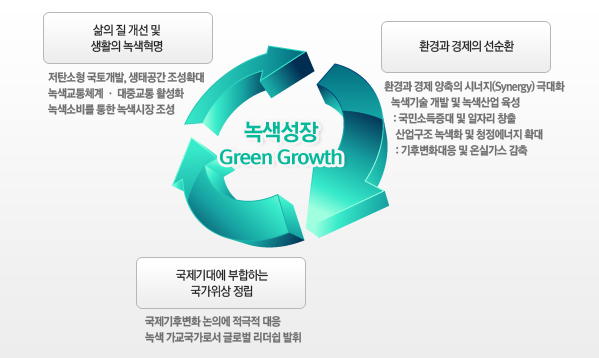 삶의 질 개선 및
생활의 녹색혁명
저탄소형 국토개발, 생태공간 조성확대
녹색교통체계 · 대중교통 활성화
녹색소비를 통한 녹색시장 조성
환경과 경제의 선순환
환경과 경제 양축의 시너지(Synergy) 극대화
녹색기술 개발 및 녹색산업 육성
: 국민소득증대 및 일자리 창출
산업구조 녹색화 및 청정에너지 확대
: 기후변화대응 및 온실가스 감축
녹색성장
Green Growth
국제기대에 부합하는
국가위상 정립
국제기후변화 논의에 적극적 대응
녹색 가교국가로서 글로벌 리더쉽 발휘